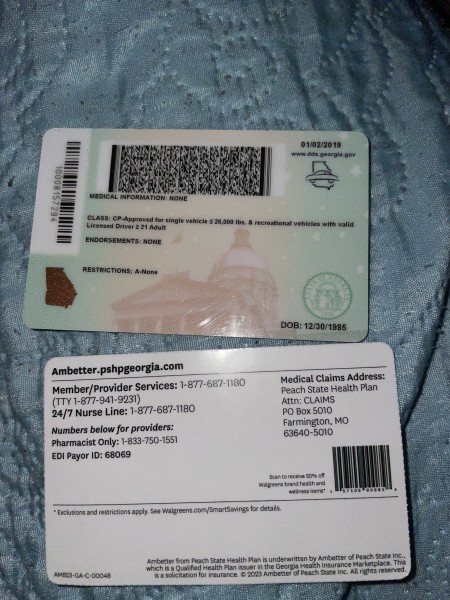 01/02/2019
www.dds.georgia.gov
MEDICAL INFORMATION: NONE
CLASS: CP-Approved for single vehicle ≤ 26,000 lbs. & recreational vehicles with valid
Licensed Driver ≥ 21 Adult
ENDORSEMENTS: NONE
RESTRICTIONS: A-None
DOB: 12/30/1985
Ambetter.pshpgeorgia.com
Member/Provider Services: 1-877-687-1180
(TTY 1-877-941-9231)
24/7 Nurse Line: 1-877-687-1180
Numbers below for providers:
Pharmacist Only: 1-833-750-1551
EDI Payor ID: 68069
Medical Claims Address:
Peach State Health Plan
Attn: CLAIMS
PO Box 5010
Farmington, MO
63640-5010
Scan to receive 20% off
Walgreens brand health and
wellness items*
* Exclusions and restrictions apply. See Walgreens.com/SmartSavings for details.
AMB23-GA-C-00048
Ambetter from Peach State Health Plan is underwritten by Ambetter of Peach State Inc.,
which is a Qualified Health Plan issuer in the Georgia Health Insurance Marketplace. This
is a solicitation for insurance. © 2023 Ambetter of Peach State Inc. All rights reserved.